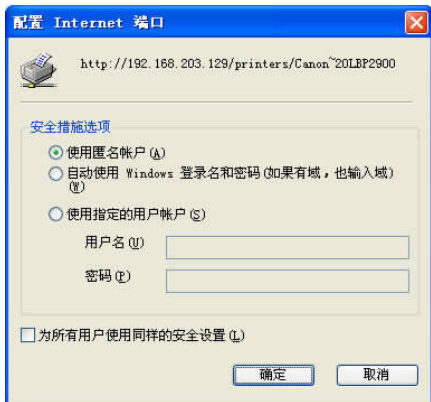 配置 Internet 端口
http://192.168.203.129/printers/Canon~20LBP2900
安全措施选项
使用匿名帐户(A)
自动使用 Windows 登录名和密码(如果有域，也输入域)
(W)
使用指定的用户帐户(S)
用户名(U)
密码(P)
为所有用户使用同样的安全设置(L)
确定 取消